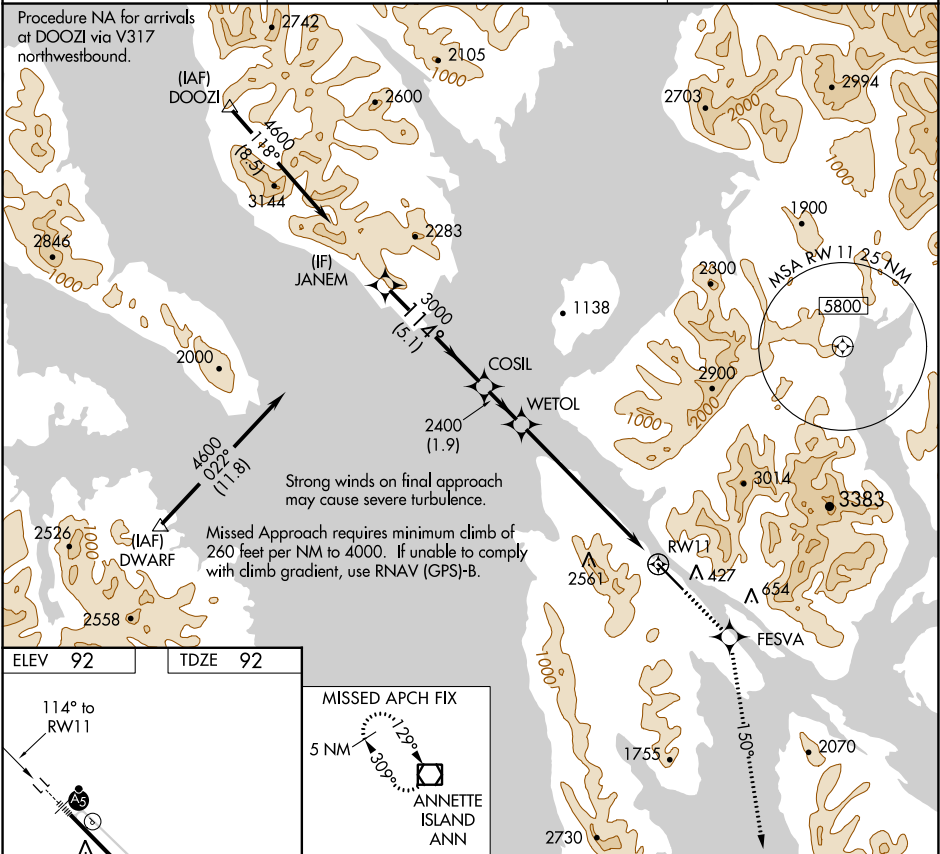 Procedure NA for arrivals
at DOOZI via V317
northwestbound.
2742
2105
1000
(IAF)
DOOZI
2600
4600
118°
(8.5)
3144
2703
2000
2994
1000
2846
1000
2283
(IF)
JANEM
3000
114°
(5.1)
1900
MSA RW 11 25 NM
5800
2300
1138
2000
COSIL
2400
(1.9)
WETOL
2900
2000
1000
4600
022°
(11.8)
Strong winds on final approach
may cause severe turbulence.
3014
3383
2526
1000
(IAF)
DWARF
Missed Approach requires minimum climb of
260 feet per NM to 4000. If unable to comply
with climb gradient, use RNAV (GPS)-B.
2561
RW11
427
654
2558
FESVA
ELEV 92
TDZE 92
114° to
RW11
A5
P
MISSED APCH FIX
5 NM
129°
309°
ANNETTE
ISLAND
ANN
1000
1755
150°
2070
2730